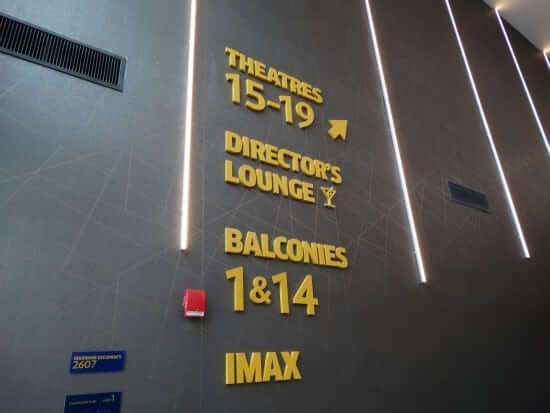 THEATRES
15-19
DIRECTOR'S
LOUNGE
BALCONIES
1&14
IMAX
2607